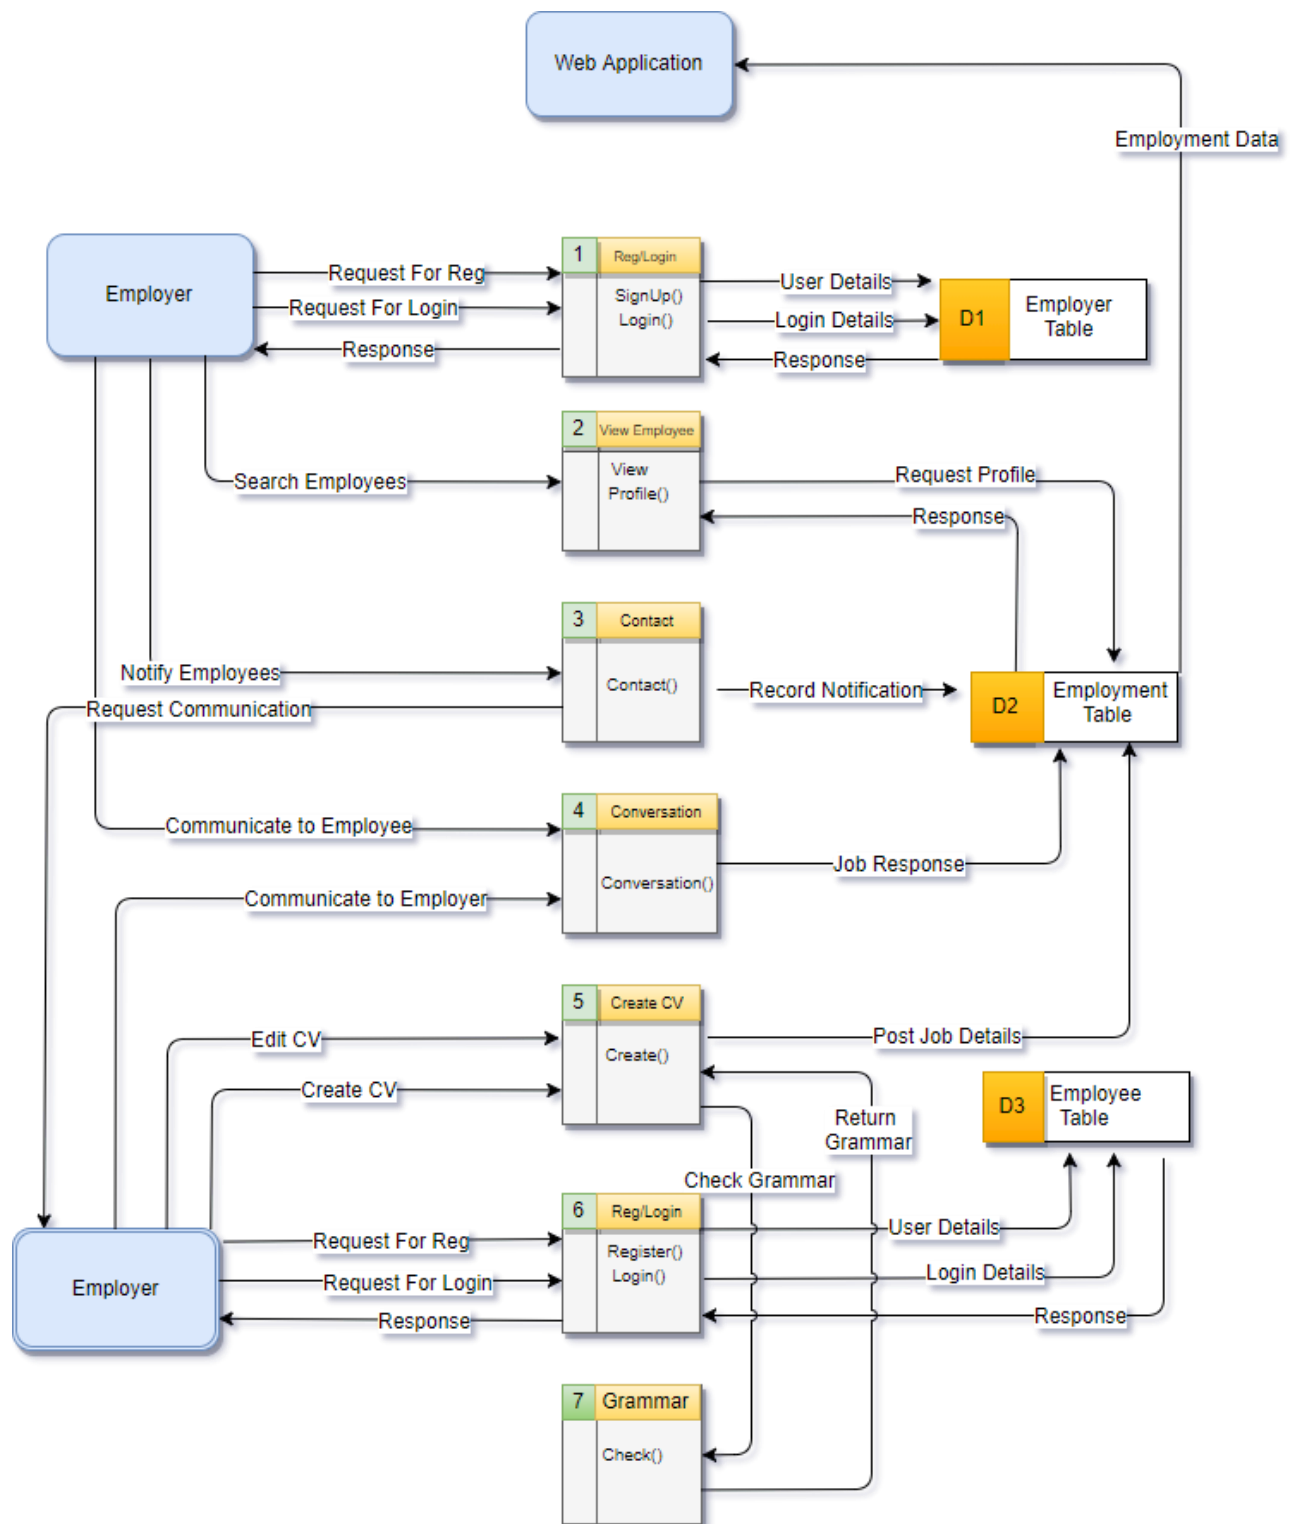 Web Application
Employment Data
Employer
Request For Reg
Request For Login
Response
1
Reg/Login
SignUp()
Login()
User Details
Login Details
Response
D1
Employer
Table
2
View Employee
View
Profile()
Search Employees
Request Profile
Response
3
Contact
Contact()
Notify Employees
Request Communication
Record Notification
D2
Employment
Table
4
Conversation
Conversation()
Communicate to Employee
Communicate to Employer
Job Response
5
Create CV
Create()
Edit CV
Create CV
Post Job Details
Return
Grammar
Check Grammar
D3
Employee
Table
6
Reg/Login
Register()
Login()
User Details
Login Details
Response
Employer
Request For Reg
Request For Login
Response
7
Grammar
Check()